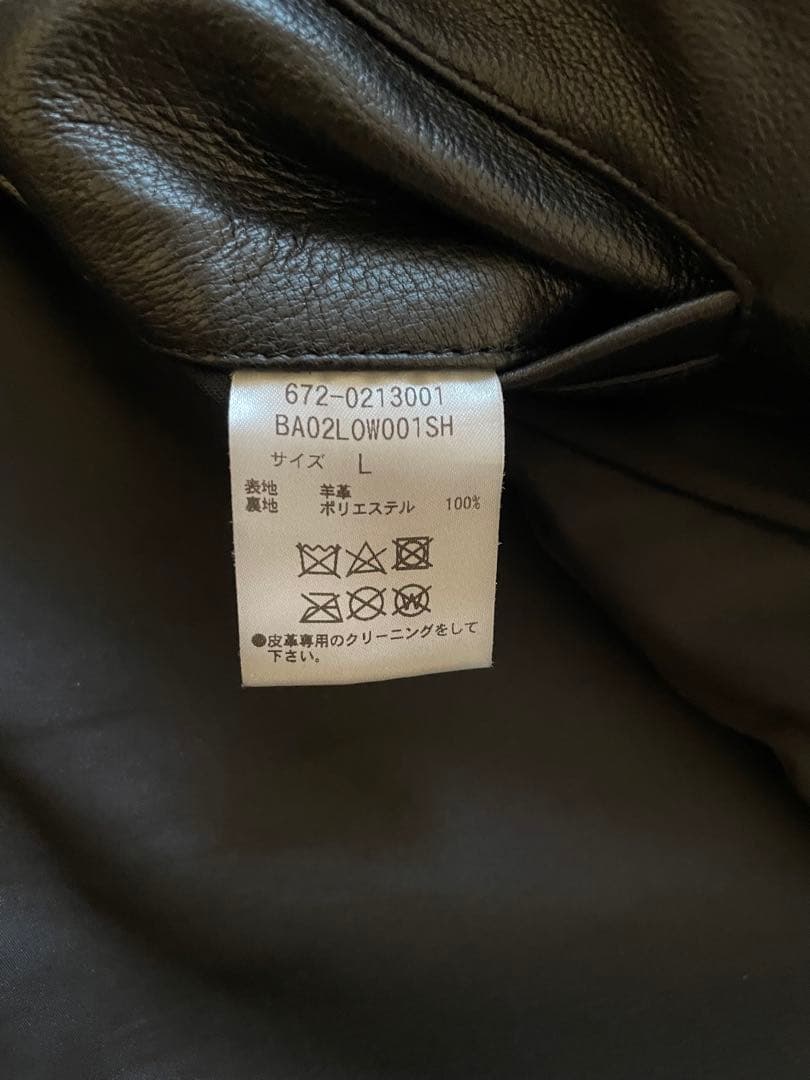 672-0213001
BA02LOW001SH
サイズ L
表地 羊革
裏地 ポリエステル 100%
W
●皮革専用のクリーニングをして
下さい。